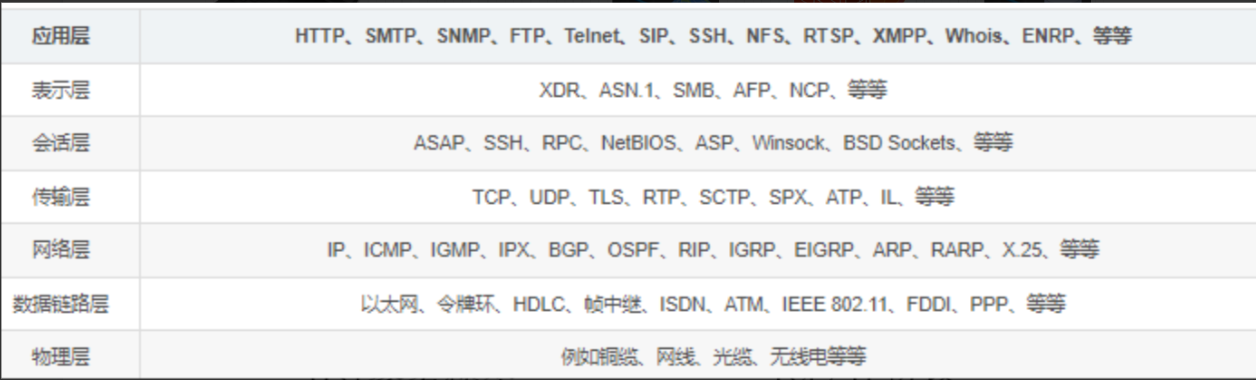 应用层 HTTP、SMTP、SNMP、FTP、Telnet、SIP、SSH、NFS、RTSP、XMPP、Whois、ENRP、等等
表示层 XDR、ASN.1、SMB、AFP、NCP、等等
会话层 ASAP、SSH、RPC、NetBIOS、ASP、Winsock、BSD Sockets、等等
传输层 TCP、UDP、TLS、RTP、SCTP、SPX、ATP、IL、等等
网络层 IP、ICMP、IGMP、IPX、BGP、OSPF、RIP、IGRP、EIGRP、ARP、RARP、X.25、等等
数据链路层 以太网、令牌环、HDLC、帧中继、ISDN、ATM、IEEE 802.11、FDDI、PPP、等等
物理层 例如铜缆、网线、光缆、无线电等等